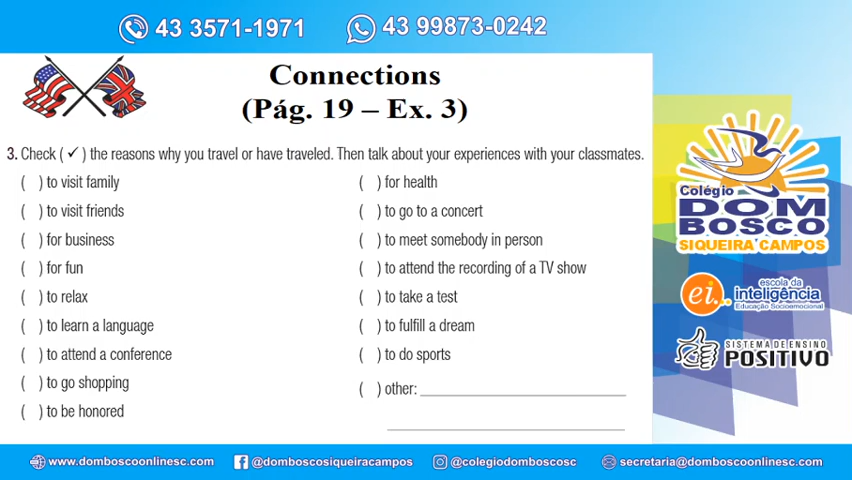 43 3571-1971
43 99873-0242
Connections
(Pág. 19 – Ex. 3)
3. Check ( ✓ ) the reasons why you travel or have traveled. Then talk about your experiences with your classmates.
( ) to visit family
( ) to visit friends
( ) for business
( ) for fun
( ) to relax
( ) to learn a language
( ) to attend a conference
( ) to go shopping
( ) to be honored
( ) for health
( ) to go to a concert
( ) to meet somebody in person
( ) to attend the recording of a TV show
( ) to take a test
( ) to fulfill a dream
( ) to do sports
( ) other:
Colégio
DOM
BOSCO
SIQUEIRA CAMPOS
ei...
escola da
inteligência
Educação Socioemocional
SISTEMA DE ENSINO
POSITIVO
www.domboscoonlinesc.com
@domboscosiqueiracampos
@colegiodomboscosc
secretaria@domboscoonlinesc.com